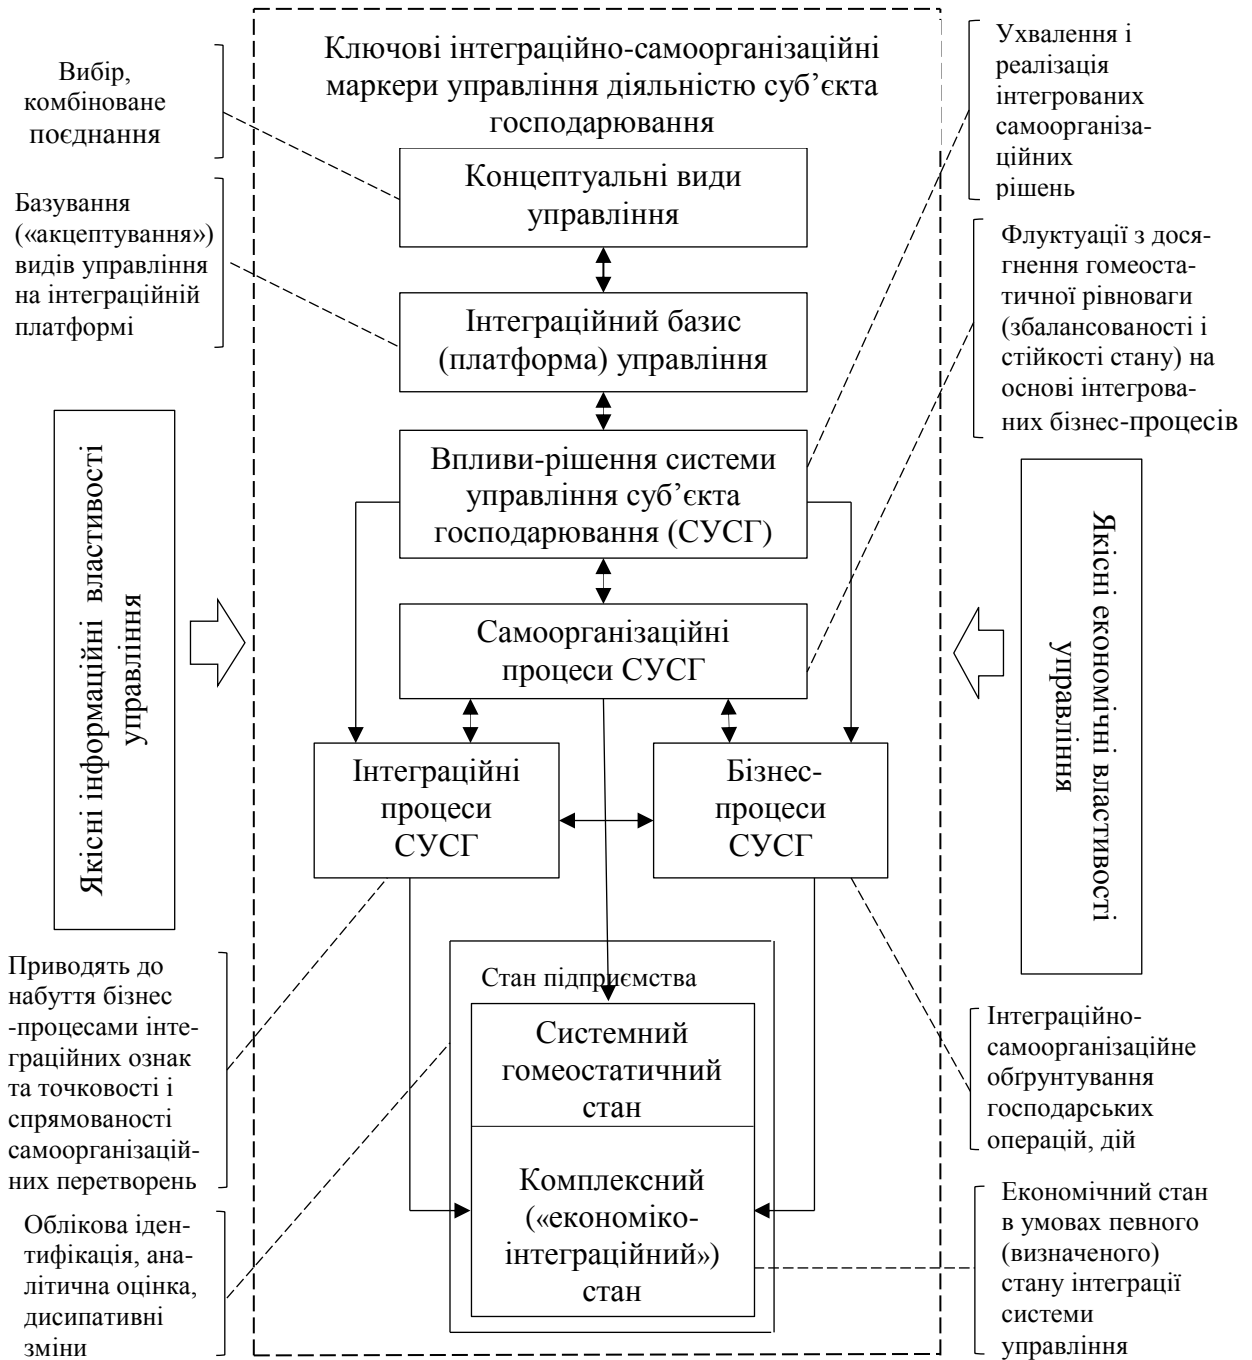 Ключові інтеграційно-самоорганізаційні
маркери управління діяльністю суб’єкта
господарювання
Вибір,
комбіноване
поєднання
Базування
(«акцептування»)
видів управління
на інтеграційній
платформі
Якісні інформаційні властивості
управління
Концептуальні види
управління
Інтеграційний базис
(платформа) управління
Впливи-рішення системи
управління суб’єкта
господарювання (СУСГ)
Самоорганізаційні
процеси СУСГ
Інтеграційні
процеси
СУСГ
Бізнес-
процеси
СУСГ
Стан підприємства
Системний
гомеостатичний
стан
Комплексний
(«економіко-
інтеграційний»)
стан
Ухвалення і
реалізація
інтегрованих
самоорганіза-
ційних
рішень
Флуктуації з дося-
гнення гомеоста-
тичної рівноваги
(збалансованості і
стійкості стану) на
основі інтегрова-
них бізнес-процесів
Якісні економічні властивості
управління
Приводять до
набуття бізнес
-процесами інте-
граційних ознак
та точковості і
спрямованості
самоорганізацій-
них перетворень
Облікова іден-
тифікація, ана-
літична оцінка,
дисипативні
зміни
Інтеграційно-
самоорганізаційне
обґрунтування
господарських
операцій, дій
Економічний стан
в умовах певного
(визначеного)
стану інтеграції
системи
управління